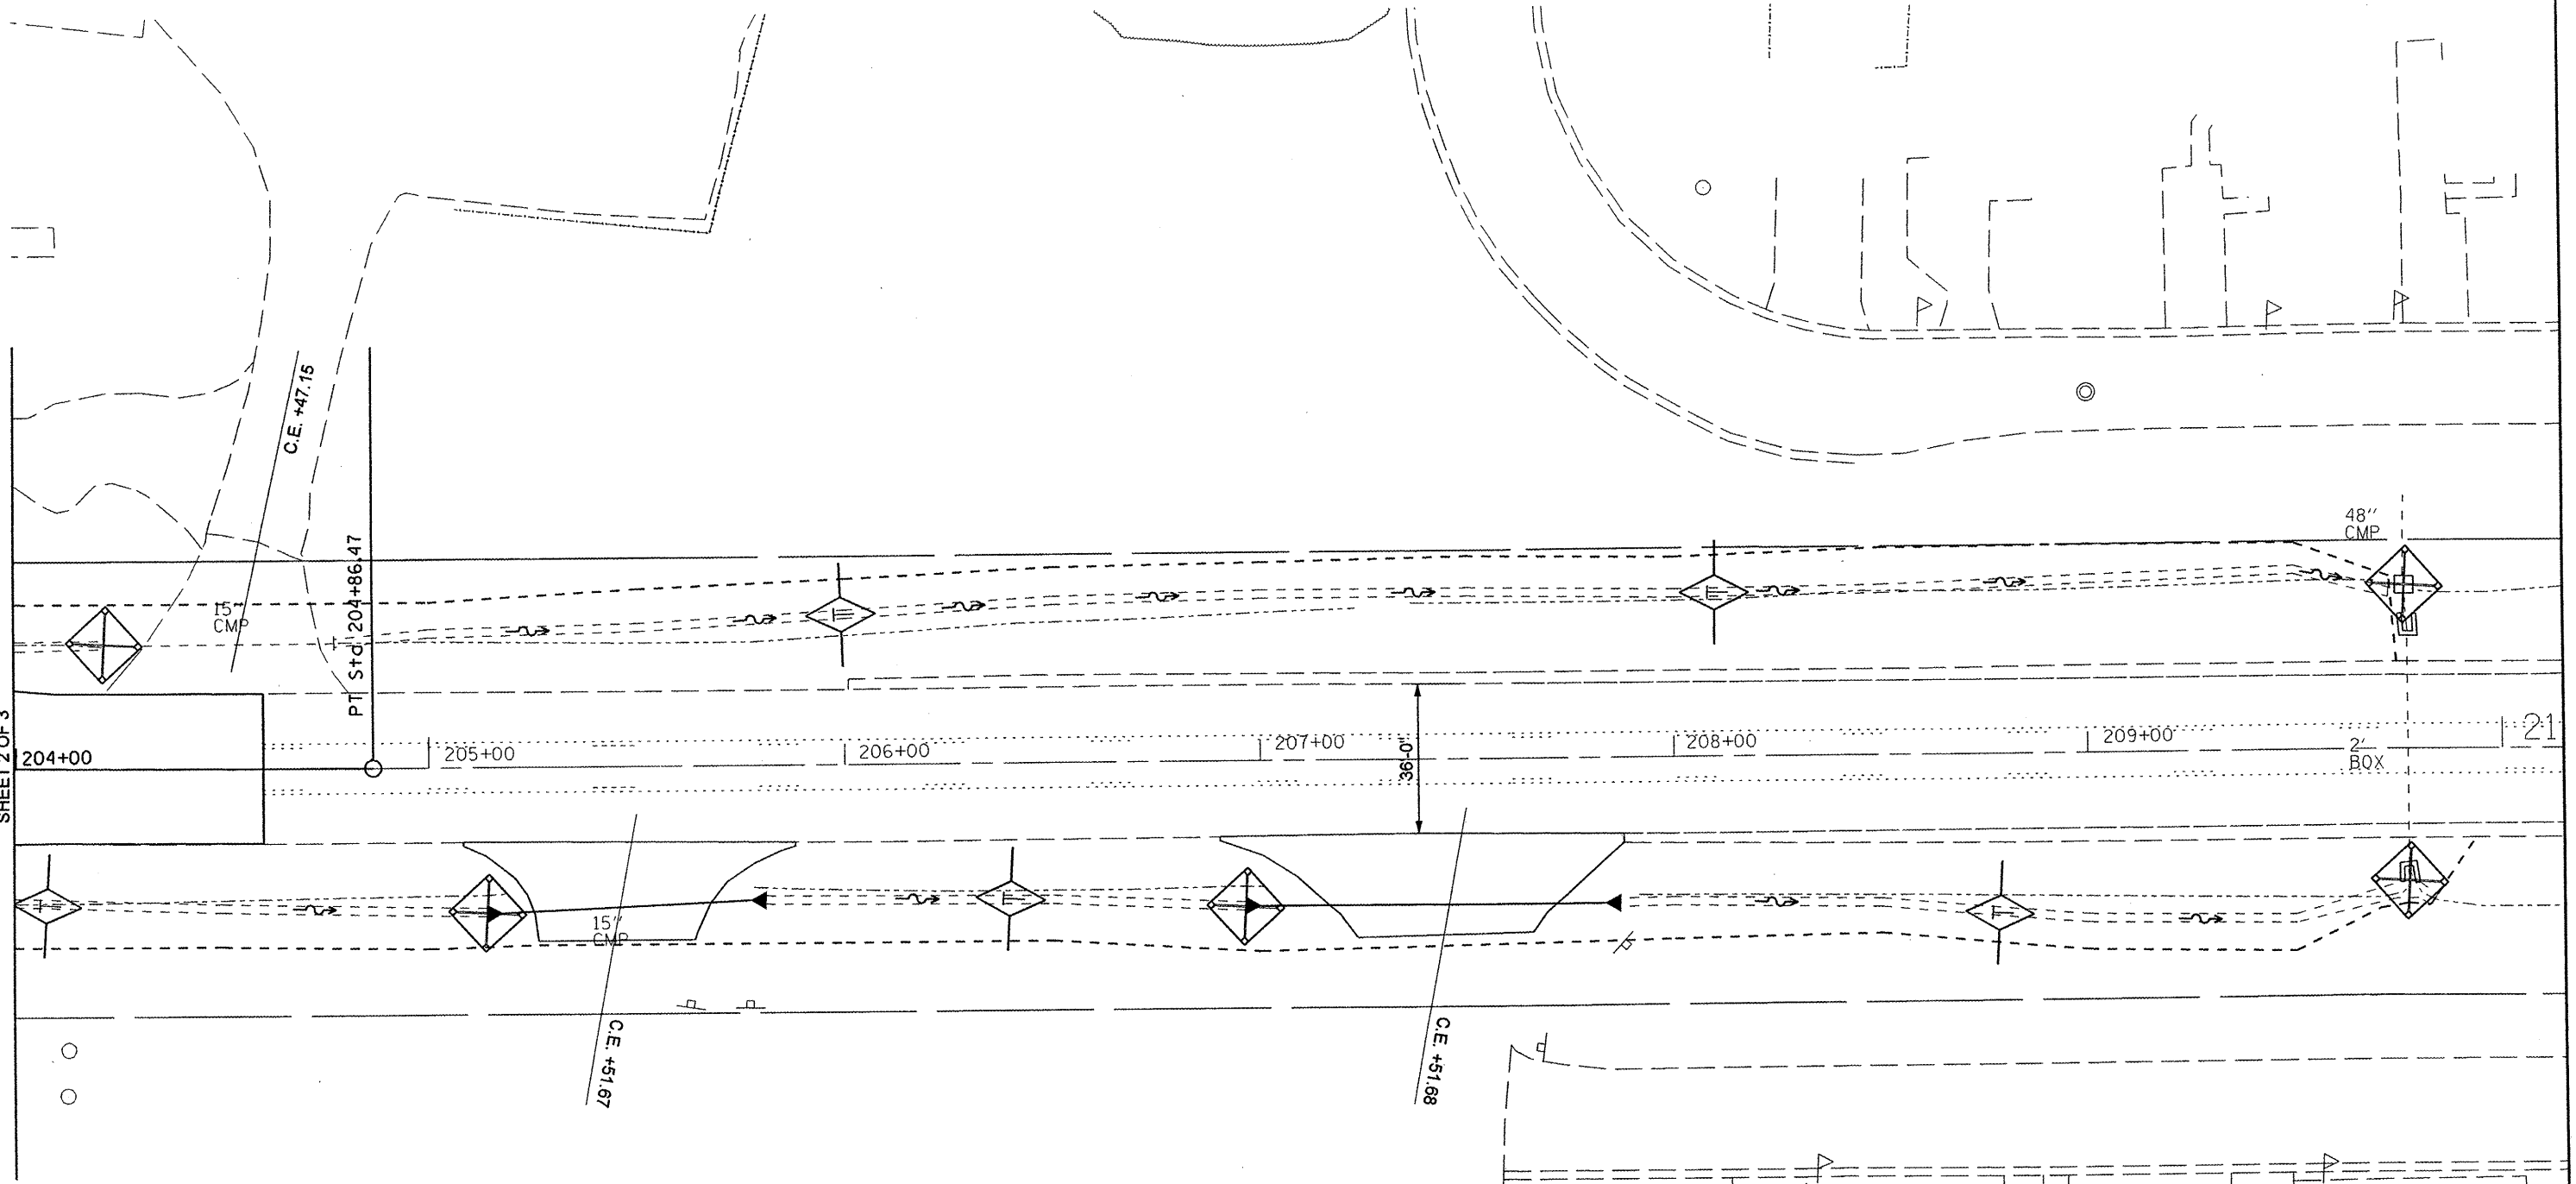 C.E. +47.15
48"
CMP
15"
CMP
PT Sta 204+86.47
SHEET 2 OF 3
204+00
205+00
206+00
207+00
208+00
209+00
21
36'-0"
2'
BOX
15"
CMP
C.E. +51.67
C.E. +51.68